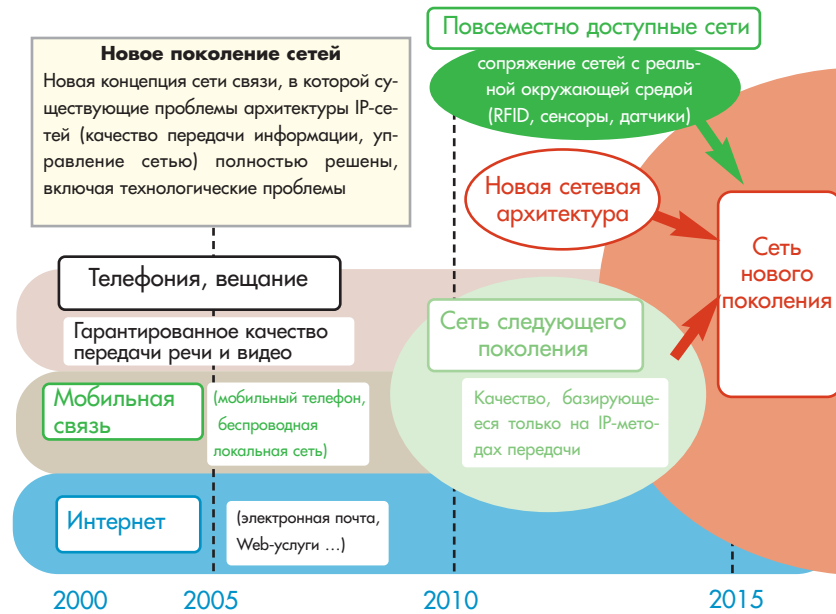 Новое поколение сетей
Новая концепция сети связи, в которой су-
ществующие проблемы архитектуры IP-се-
тей (качество передачи информации, уп-
равление сетью) полностью решены,
включая технологические проблемы
Повсеместно доступные сети
сопряжение сетей с реаль-
ной окружающей средой
(RFID, сенсоры, датчики)
Новая сетевая
архитектура
Сеть
нового
поколения
Телефония, вещание
Гарантированное качество
передачи речи и видео
Сеть следующего
поколения
Качество, базирующе-
еся только на IP-мето-
дах передачи
Мобильная
связь
(мобильный телефон,
беспроводная
локальная сеть)
Интернет
(электронная почта,
Web-услуги ...)
2000
2005
2010
2015